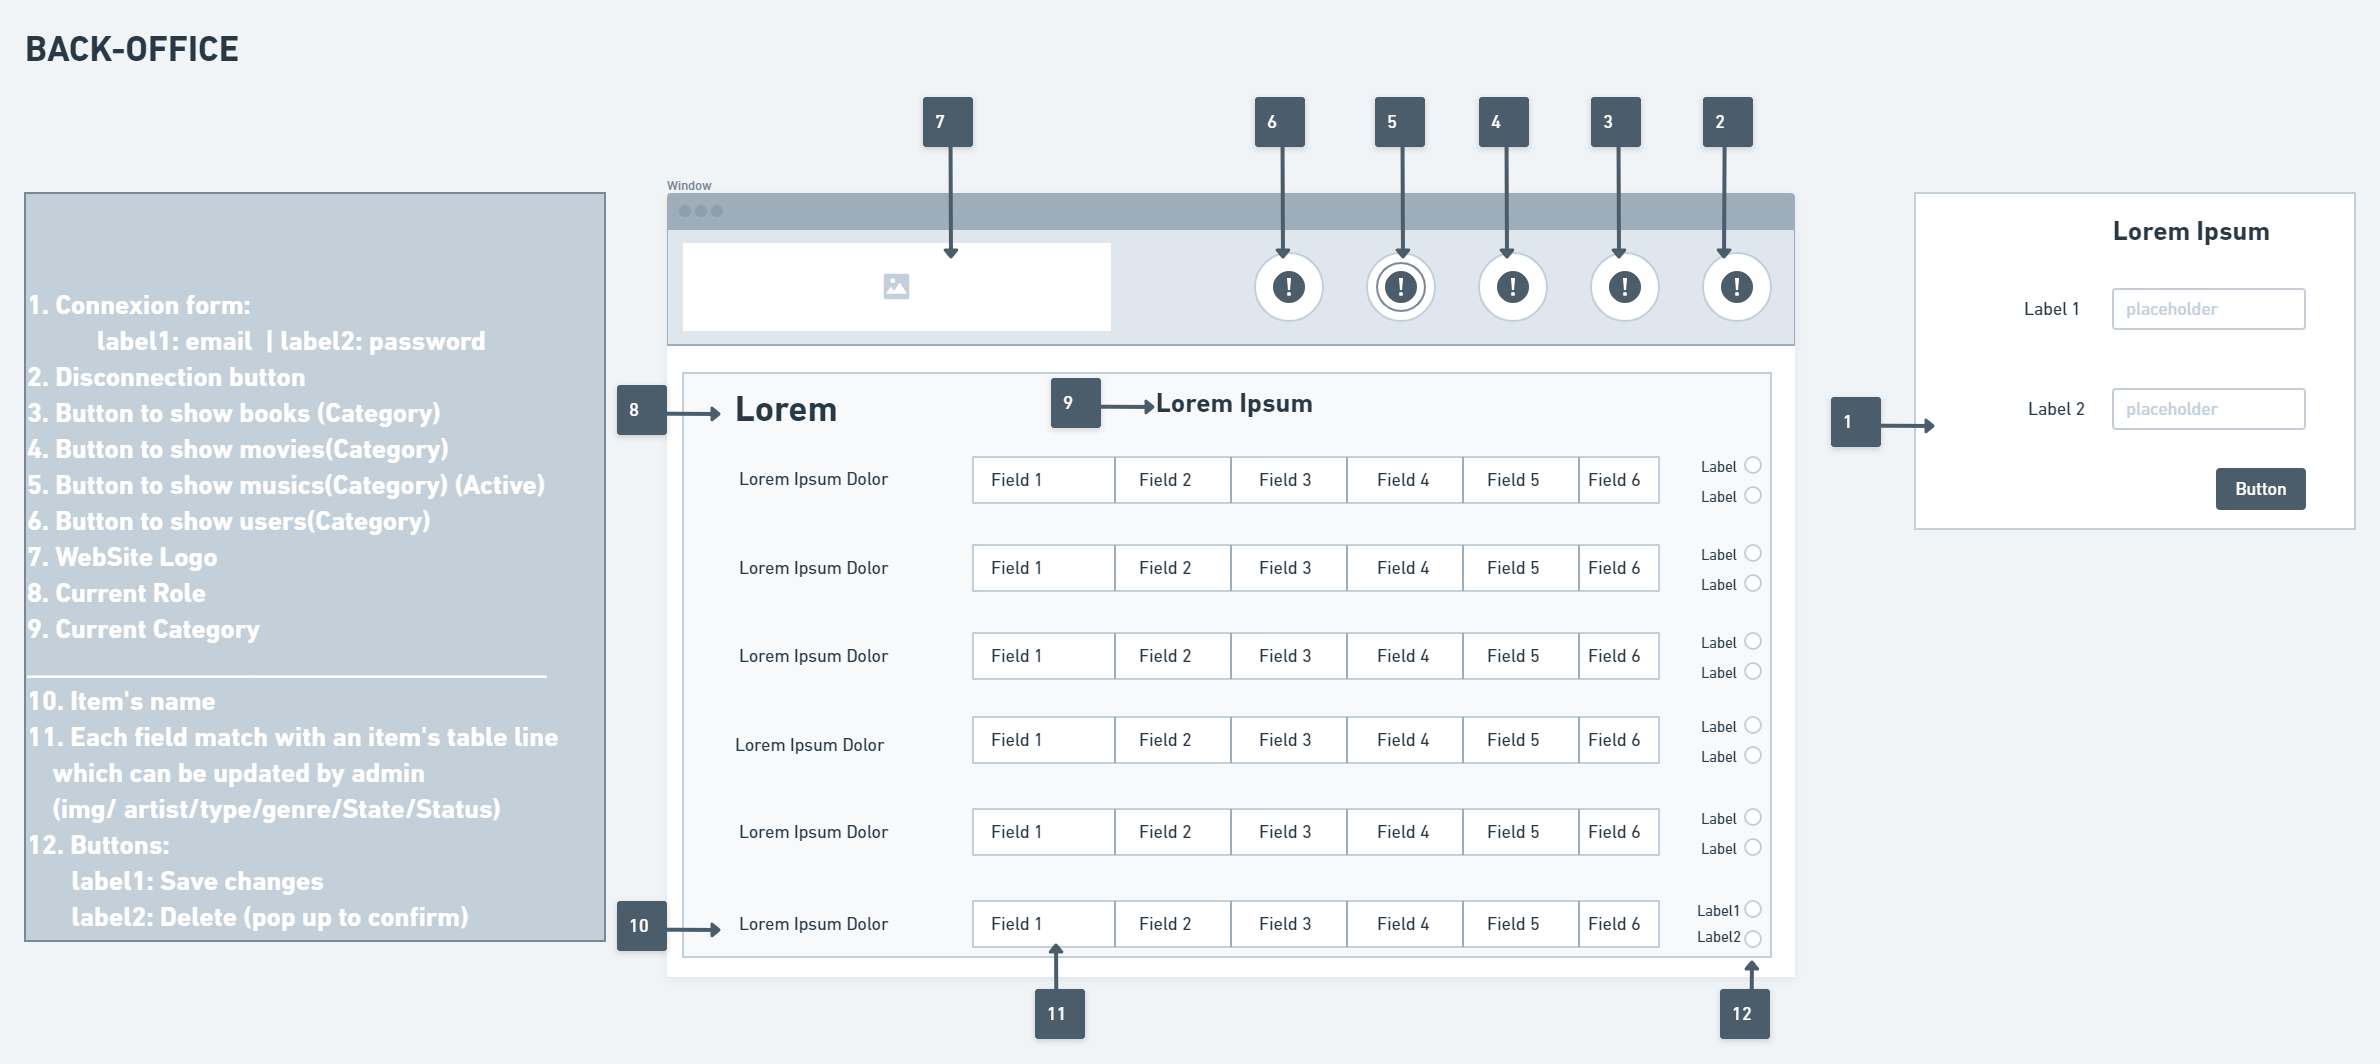 BACK-OFFICE
7
6
5
4
3
2
Window
1. Connexion form:
label1: email | label2: password
2. Disconnection button
3. Button to show books (Category)
4. Button to show movies(Category)
5. Button to show musics(Category) (Active)
6. Button to show users(Category)
7. WebSite Logo
8. Current Role
9. Current Category
10. Item's name
11. Each field match with an item's table line
which can be updated by admin
(img/ artist/type/genre/State/Status)
12. Buttons:
label1: Save changes
label2: Delete (pop up to confirm)
! ! ! ! !
8
Lorem
9
Lorem Ipsum
Lorem Ipsum Dolor
Field 1 Field 2 Field 3 Field 4 Field 5 Field 6
Label
Label
Lorem Ipsum Dolor
Field 1 Field 2 Field 3 Field 4 Field 5 Field 6
Label
Label
Lorem Ipsum Dolor
Field 1 Field 2 Field 3 Field 4 Field 5 Field 6
Label
Label
Lorem Ipsum Dolor
Field 1 Field 2 Field 3 Field 4 Field 5 Field 6
Label
Label
Lorem Ipsum Dolor
Field 1 Field 2 Field 3 Field 4 Field 5 Field 6
Label
Label
10
Lorem Ipsum Dolor
Field 1 Field 2 Field 3 Field 4 Field 5 Field 6
Label1
Label2
11
12
1
Lorem Ipsum
Label 1
placeholder
Label 2
placeholder
Button